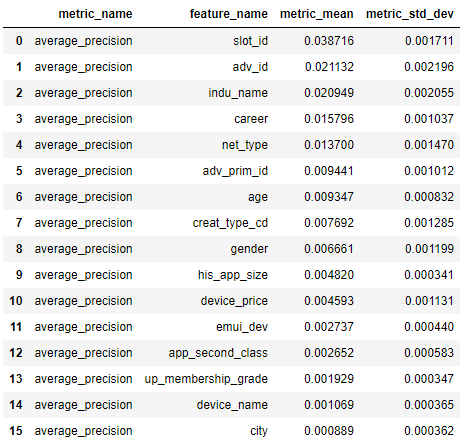 metric_name feature_name metric_mean metric_std_dev
0 average_precision slot_id 0.038716 0.001711
1 average_precision adv_id 0.021132 0.002196
2 average_precision indu_name 0.020949 0.002055
3 average_precision career 0.015796 0.001037
4 average_precision net_type 0.013700 0.001470
5 average_precision adv_prim_id 0.009441 0.001012
6 average_precision age 0.009347 0.000832
7 average_precision creat_type_cd 0.007692 0.001285
8 average_precision gender 0.006661 0.001199
9 average_precision his_app_size 0.004820 0.000341
10 average_precision device_price 0.004593 0.001131
11 average_precision emui_dev 0.002737 0.000440
12 average_precision app_second_class 0.002652 0.000583
13 average_precision up_membership_grade 0.001929 0.000347
14 average_precision device_name 0.001069 0.000365
15 average_precision city 0.000889 0.000362